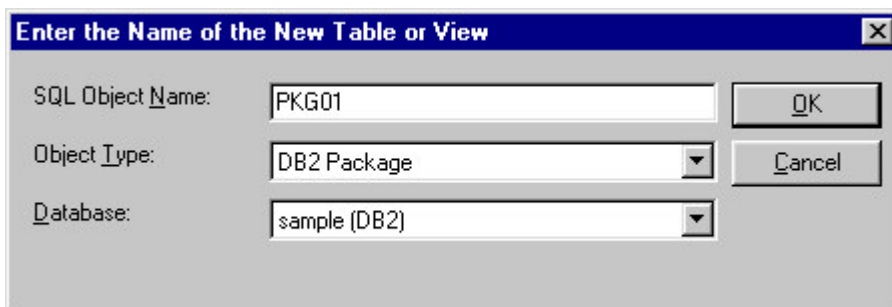 Enter the Name of the New Table or View
SQL Object Name: PKG01 OK
Object Type: DB2 Package Cancel
Database: sample (DB2)